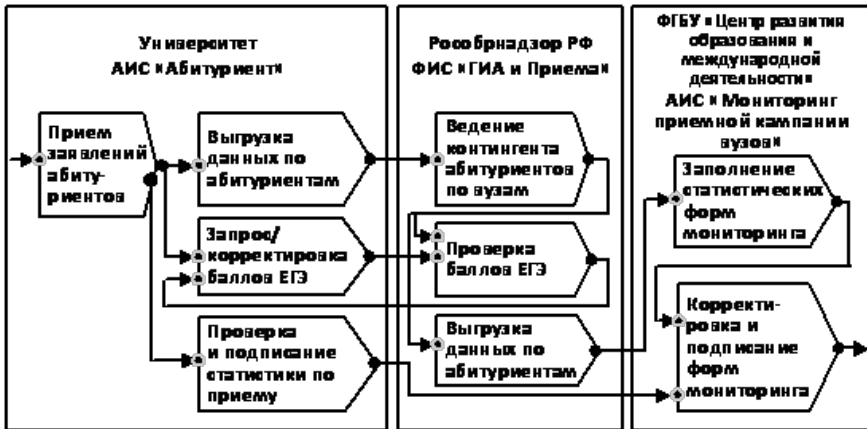 Университет
АИС «Абитуриент»
Прием
заявлений
абиту-
риентов
Выгрузка
данных по
абитуриентам
Запрос/
корректировка
баллов ЕГЭ
Проверка
и подписание
статистики по
приему
Рособрнадзор РФ
ФИС «ГИА и Приема»
Ведение
контингента
абитуриентов
по вузам
Проверка
баллов ЕГЭ
Выгрузка
данных по
абитуриентам
ФГБУ «Центр развития
образования и
международной
деятельности»
АИС « Мониторинг
приемной кампании
вузов»
Заполнение
статистических
форм
мониторинга
Корректи-
ровка и
подписание
форм
мониторинга